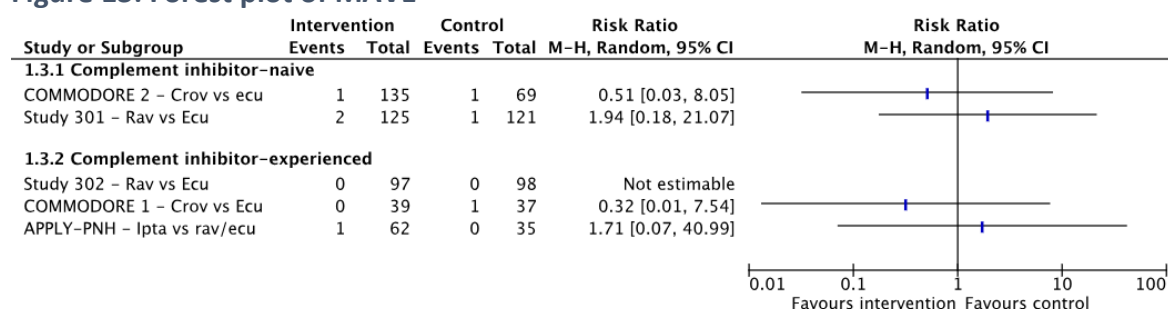 Intervention Control Risk Ratio Risk Ratio
Study or Subgroup Events Total Events Total M-H, Random, 95% CI M-H, Random, 95% CI
1.3.1 Complement inhibitor-naive
COMMODORE 2 - Crov vs ecu 1 135 1 69 0.51 [0.03, 8.05]
Study 301 - Rav vs Ecu 2 125 1 121 1.94 [0.18, 21.07]
1.3.2 Complement inhibitor-experienced
Study 302 - Rav vs Ecu 0 97 0 98 Not estimable
COMMODORE 1 - Crov vs Ecu 0 39 1 37 0.32 [0.01, 7.54]
APPLY-PNH - Ipta vs rav/ecu 1 62 0 35 1.71 [0.07, 40.99]
0.01 0.1 1 10 100
Favours intervention Favours control